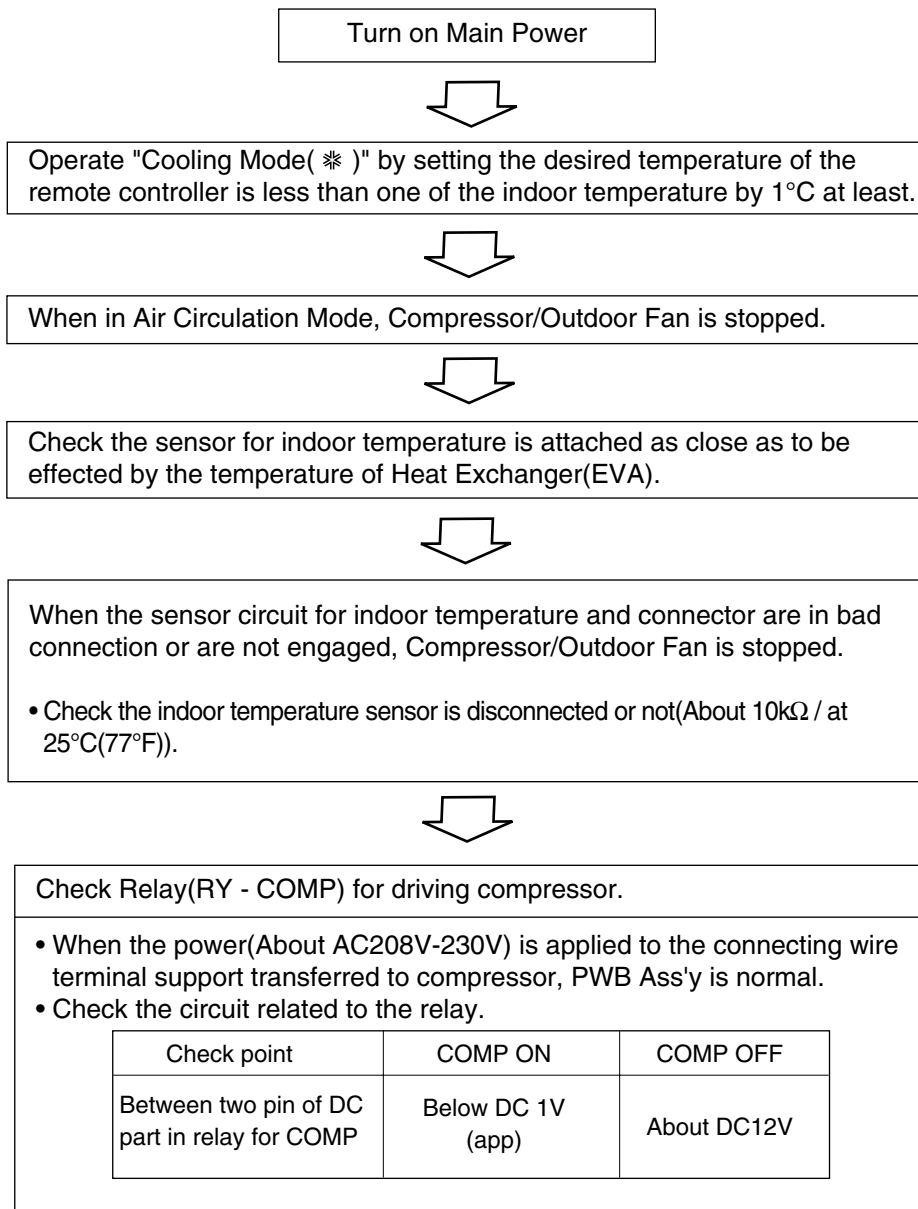 Turn on Main Power
Operate "Cooling Mode( ❋ )" by setting the desired temperature of the
remote controller is less than one of the indoor temperature by 1°C at least.
When in Air Circulation Mode, Compressor/Outdoor Fan is stopped.
Check the sensor for indoor temperature is attached as close as to be
effected by the temperature of Heat Exchanger(EVA).
When the sensor circuit for indoor temperature and connector are in bad
connection or are not engaged, Compressor/Outdoor Fan is stopped.
• Check the indoor temperature sensor is disconnected or not(About 10kΩ / at
25°C(77°F)).
Check Relay(RY - COMP) for driving compressor.
• When the power(About AC208V-230V) is applied to the connecting wire
terminal support transferred to compressor, PWB Ass'y is normal.
• Check the circuit related to the relay.
Check point COMP ON COMP OFF
Between two pin of DC
part in relay for COMP
Below DC 1V
(app)
About DC12V